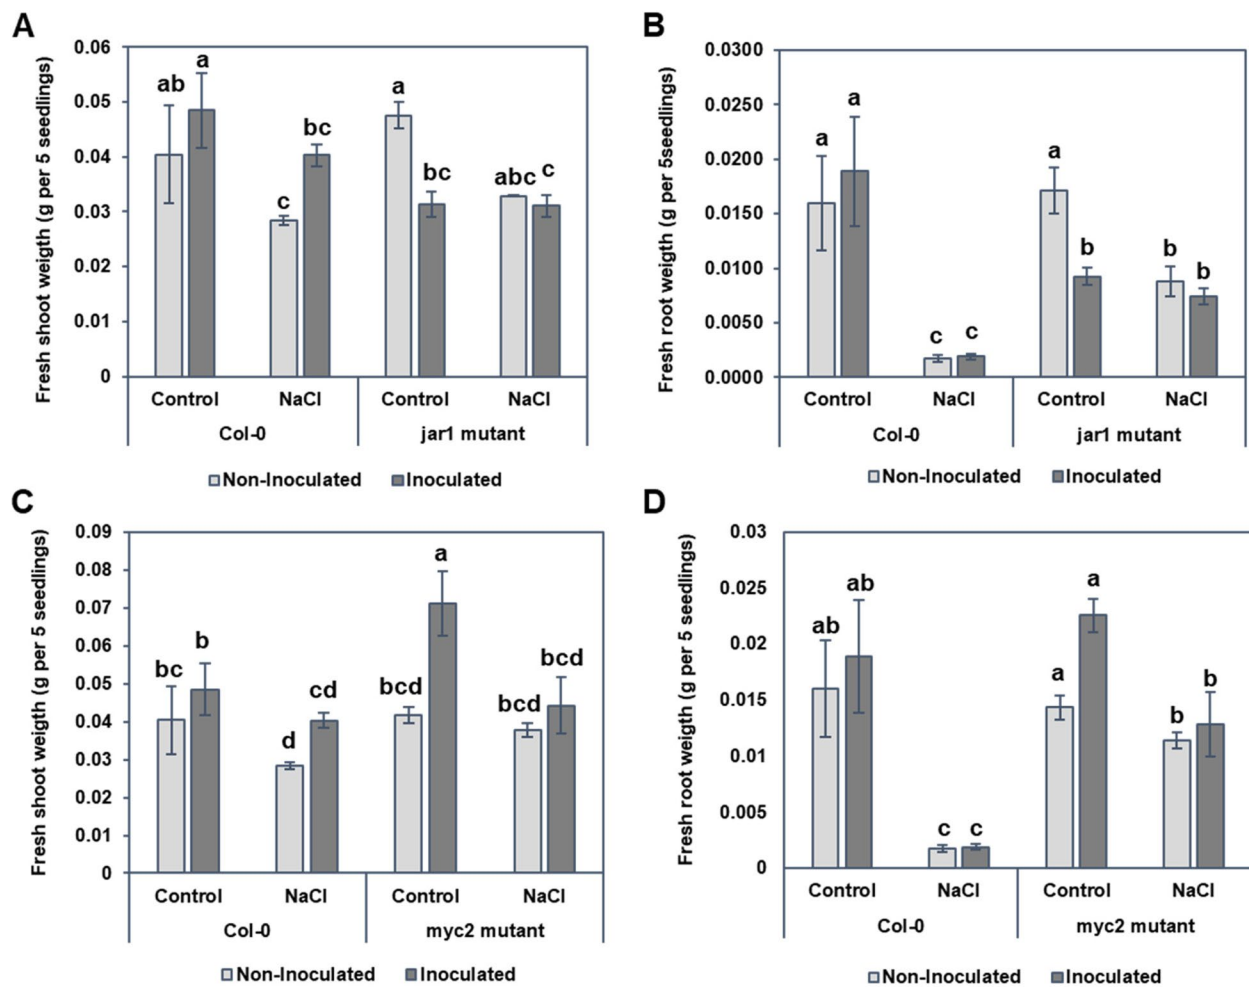 A
Fresh shoot weigth (g per 5 seedlings)
0.06
0.05
0.04
0.03
0.02
0.01
0
ab a c bc a bc abc c
Control NaCl Control NaCl
Col-0 jar1 mutant
Non-Inoculated Inoculated
B
Fresh root weigth (g per 5seedlings)
0.0300
0.0250
0.0200
0.0150
0.0100
0.0050
0.0000
a a c c a b b b
Control NaCl Control NaCl
Col-0 jar1 mutant
Non-Inoculated Inoculated
C
Fresh shoot weigth (g per 5 seedlings)
0.09
0.08
0.07
0.06
0.05
0.04
0.03
0.02
0.01
0
bc b d cd bcd a bcd bcd
Control NaCl Control NaCl
Col-0 myc2 mutant
Non-Inoculated Inoculated
D
Fresh root weigth (g per 5 seedlings)
0.03
0.025
0.02
0.015
0.01
0.005
0
ab ab c c a a b b
Control NaCl Control NaCl
Col-0 myc2 mutant
Non-Inoculated Inoculated